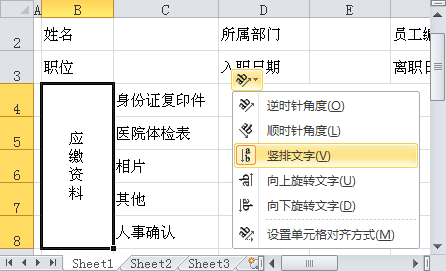 A B C D E
2 姓名 所属部门 员工编
3 职位 入职日期 离职日
4 身份证复印件
5 医院体检表
6 相片
7 其他
8 人事确认
应缴资料
逆时针角度(O)
顺时针角度(L)
竖排文字(V)
向上旋转文字(U)
向下旋转文字(D)
设置单元格对齐方式(M)
Sheet1 Sheet2 Sheet3